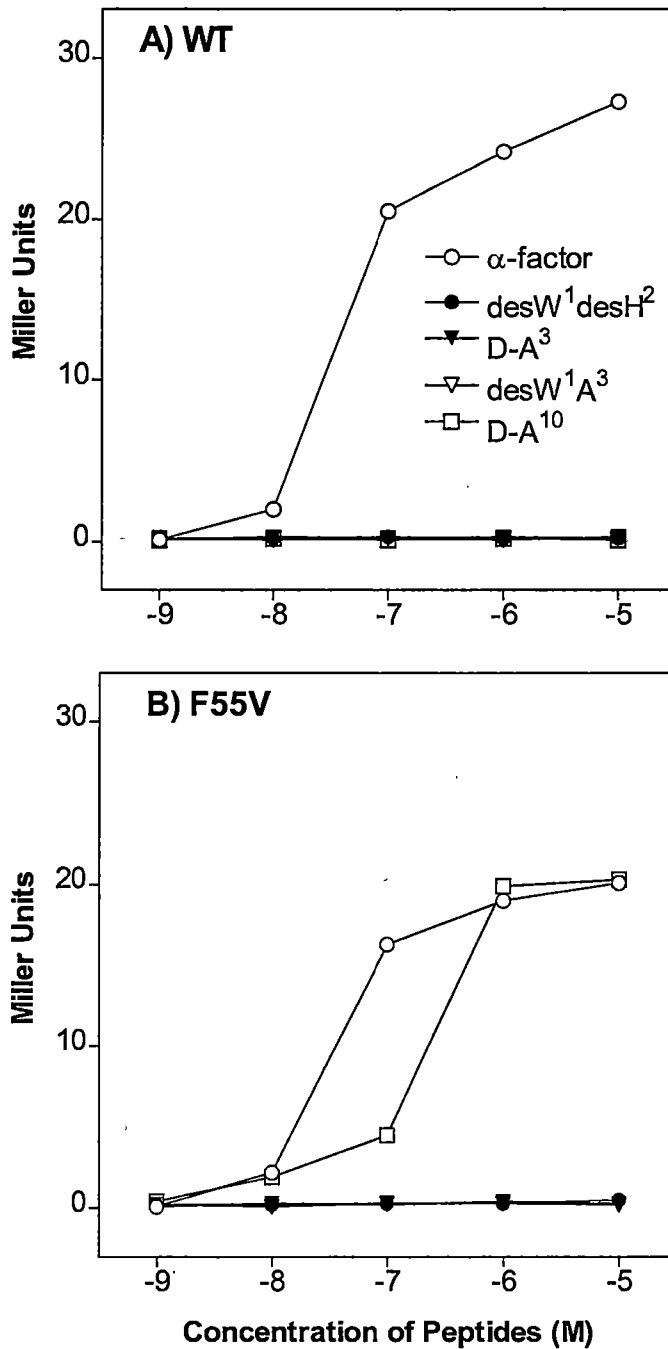 A) WT
30
20
10
0
Miller Units
α-factor
desW¹desH²
D-A³
desW¹A³
D-A¹⁰
-9 -8 -7 -6 -5
B) F55V
30
20
10
0
Miller Units
-9 -8 -7 -6 -5
Concentration of Peptides (M)